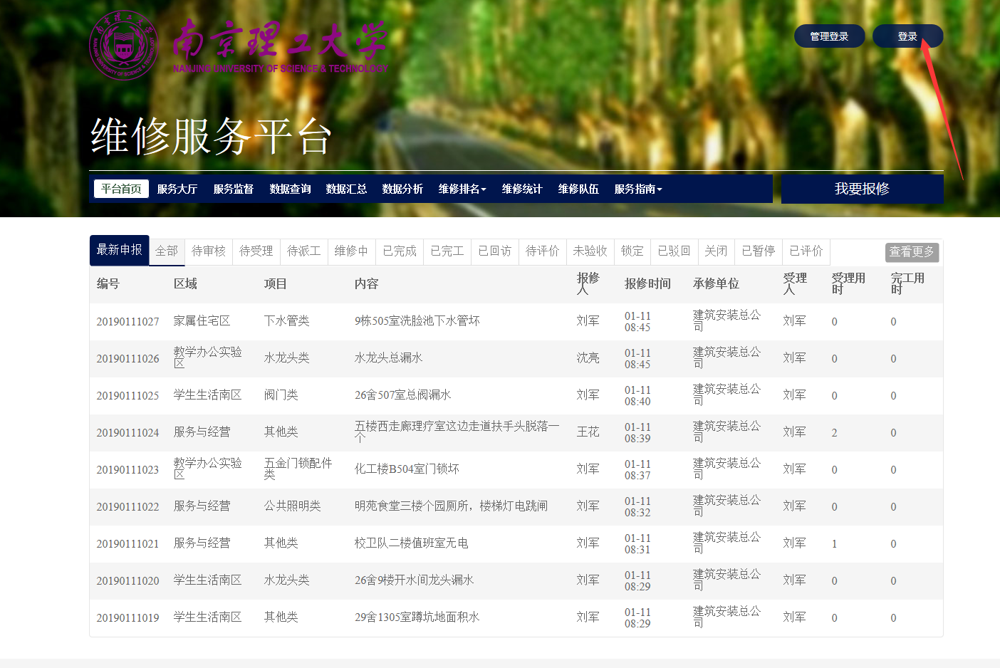 南京理工大学
NANJING UNIVERSITY OF SCIENCE & TECHNOLOGY
管理登录 登录
维修服务平台
平台首页 服务大厅 服务监督 数据查询 数据汇总 数据分析 维修排名 维修统计 维修队伍 服务指南 我要报修
最新申报 全部 待审核 待受理 待派工 维修中 已完成 已完工 已回访 待评价 未验收 锁定 已驳回 关闭 已暂停 已评价 查看更多
编号 区域 项目 内容 报修人 报修时间 承修单位 受理人 受理用时 完工用时
20190111027 家属住宅区 下水管类 9栋505室洗脸池下水管坏 刘军 01-11 08:45 建筑安装总公司 刘军 0 0
20190111026 教学办公实验区 水龙头类 水龙头总漏水 沈亮 01-11 08:45 建筑安装总公司 刘军 0 0
20190111025 学生生活南区 阀门类 26舍507室总阀漏水 刘军 01-11 08:40 建筑安装总公司 刘军 0 0
20190111024 服务与经营 其他类 五楼西走廊理疗室这边走道扶手头脱落一个 王花 01-11 08:39 建筑安装总公司 刘军 2 0
20190111023 教学办公实验区 五金门锁配件类 化工楼B504室门锁坏 刘军 01-11 08:37 建筑安装总公司 刘军 0 0
20190111022 服务与经营 公共照明类 明苑食堂三楼个园厕所，楼梯灯电跳闸 刘军 01-11 08:32 建筑安装总公司 刘军 0 0
20190111021 服务与经营 其他类 校卫队二楼值班室无电 刘军 01-11 08:31 建筑安装总公司 刘军 1 0
20190111020 学生生活南区 水龙头类 26舍9楼开水间龙头漏水 刘军 01-11 08:29 建筑安装总公司 刘军 0 0
20190111019 学生生活南区 其他类 29舍1305室蹲坑地面积水 刘军 01-11 08:29 建筑安装总公司 刘军 0 0